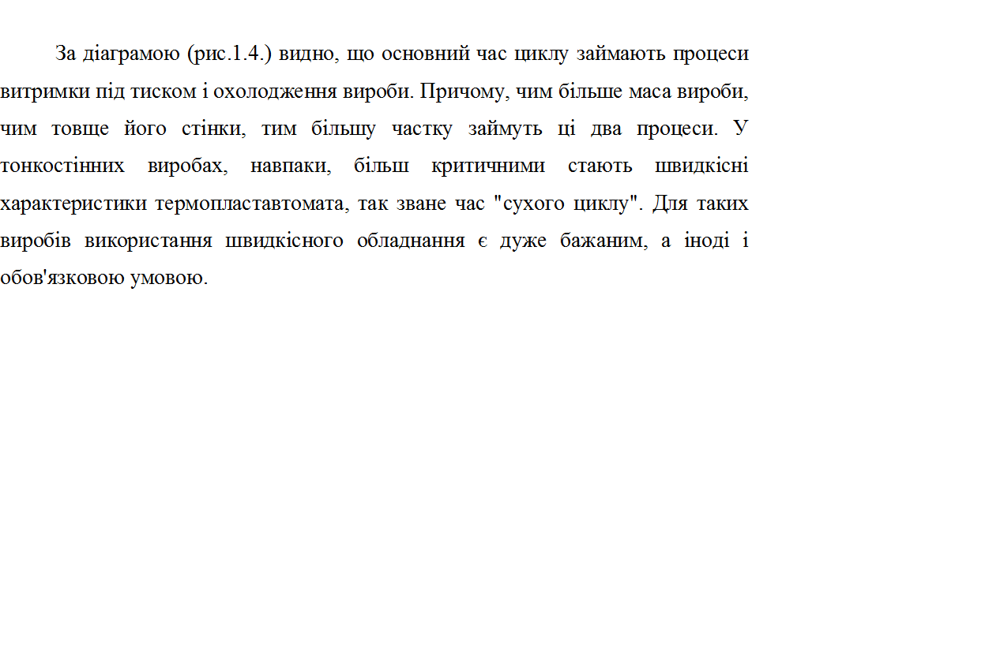 За діаграмою (рис.1.4.) видно, що основний час циклу займають процеси
витримки під тиском і охолодження вироби. Причому, чим більше маса вироби,
чим товще його стінки, тим більшу частку займуть ці два процеси. У
тонкостінних виробах, навпаки, більш критичними стають швидкісні
характеристики термопластавтомата, так зване час "сухого циклу". Для таких
виробів використання швидкісного обладнання є дуже бажаним, а іноді і
обов'язковою умовою.